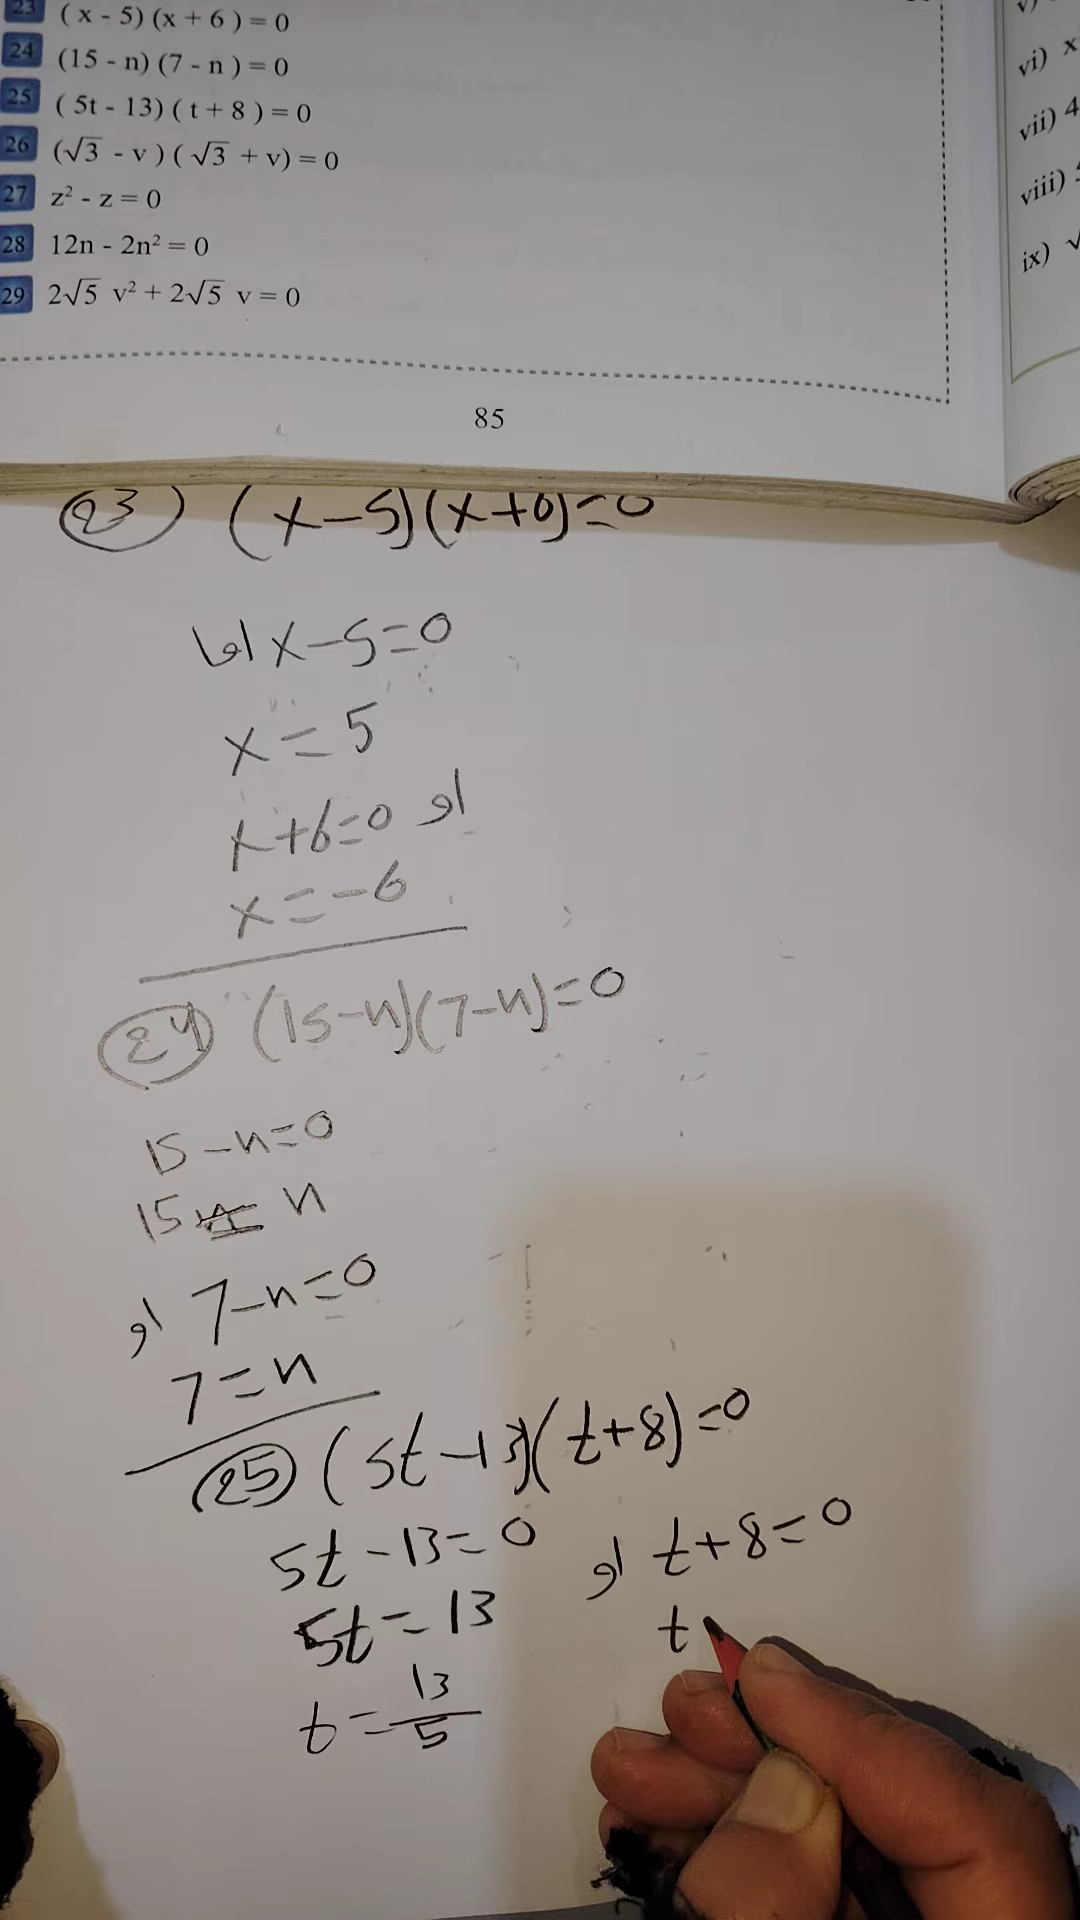 23 ( x - 5) (x + 6 ) = 0
24 (15 - n) (7 - n ) = 0
25 ( 5t - 13) ( t + 8 ) = 0
26 (√3 - v ) ( √3 + v) = 0
27 z² - z = 0
28 12n - 2n² = 0
29 2√5 v² + 2√5 v = 0
85
vi) x
vii) 4
viii)
ix) √
23 (x-5)(x+6)=0
اما x-5=0
x=5
x+6=0 او
x=-6
24 (15-n)(7-n)=0
15-n=0
15 = n
او 7-n=0
7=n
25 (5t-13)(t+8)=0
5t-13=0 او t+8=0
5t=13 t
t=13/5